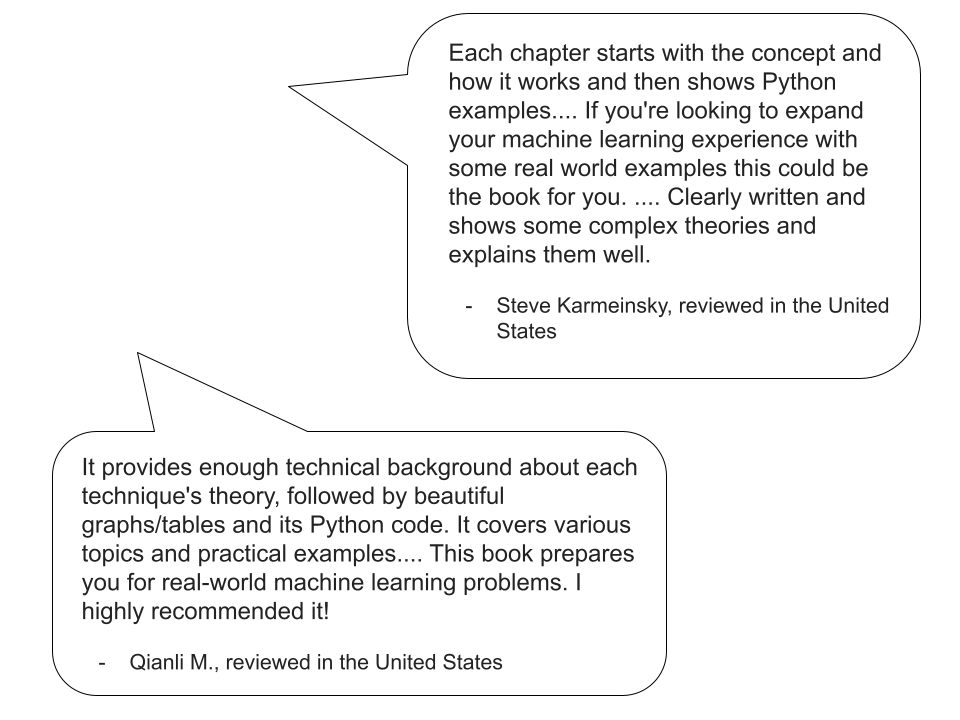 Each chapter starts with the concept and
how it works and then shows Python
examples.... If you're looking to expand
your machine learning experience with
some real world examples this could be
the book for you. .... Clearly written and
shows some complex theories and
explains them well.
- Steve Karmeinsky, reviewed in the United
States
It provides enough technical background about each
technique's theory, followed by beautiful
graphs/tables and its Python code. It covers various
topics and practical examples.... This book prepares
you for real-world machine learning problems. I
highly recommended it!
- Qianli M., reviewed in the United States